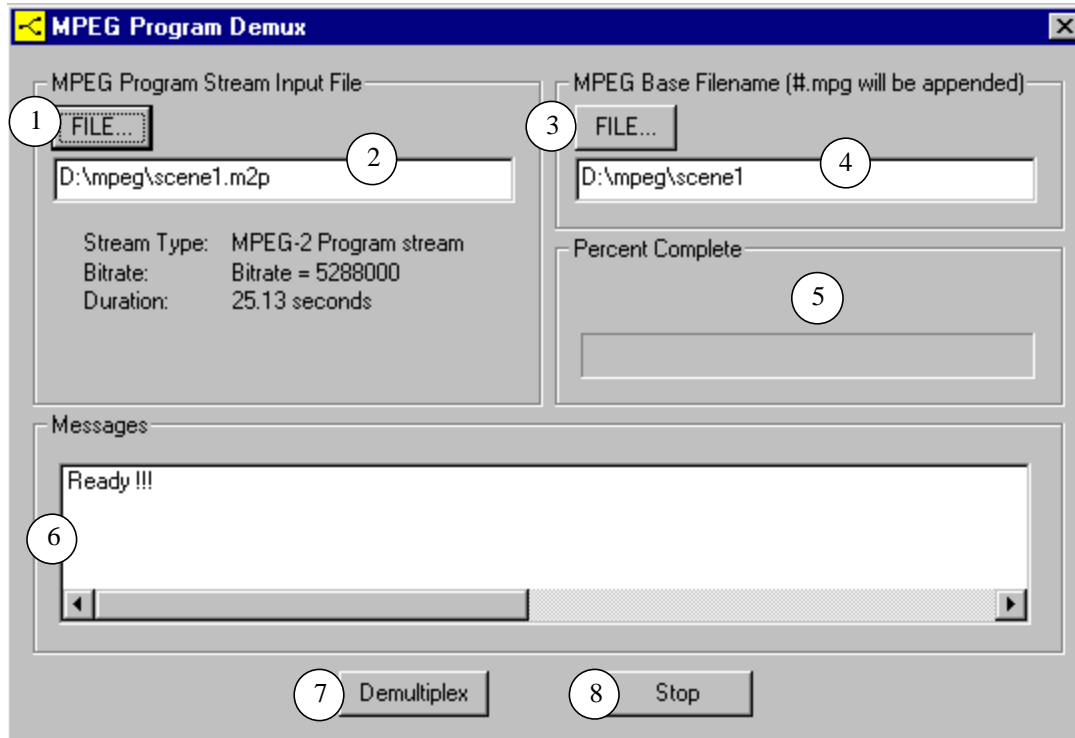 MPEG Program Demux
MPEG Program Stream Input File
1
FILE...
2
D:\mpeg\scene1.m2p
Stream Type: MPEG-2 Program stream
Bitrate: Bitrate = 5288000
Duration: 25.13 seconds
MPEG Base Filename (#.mpg will be appended)
3
FILE...
4
D:\mpeg\scene1
Percent Complete
5
Messages
Ready !!!
6
7
Demultiplex
8
Stop